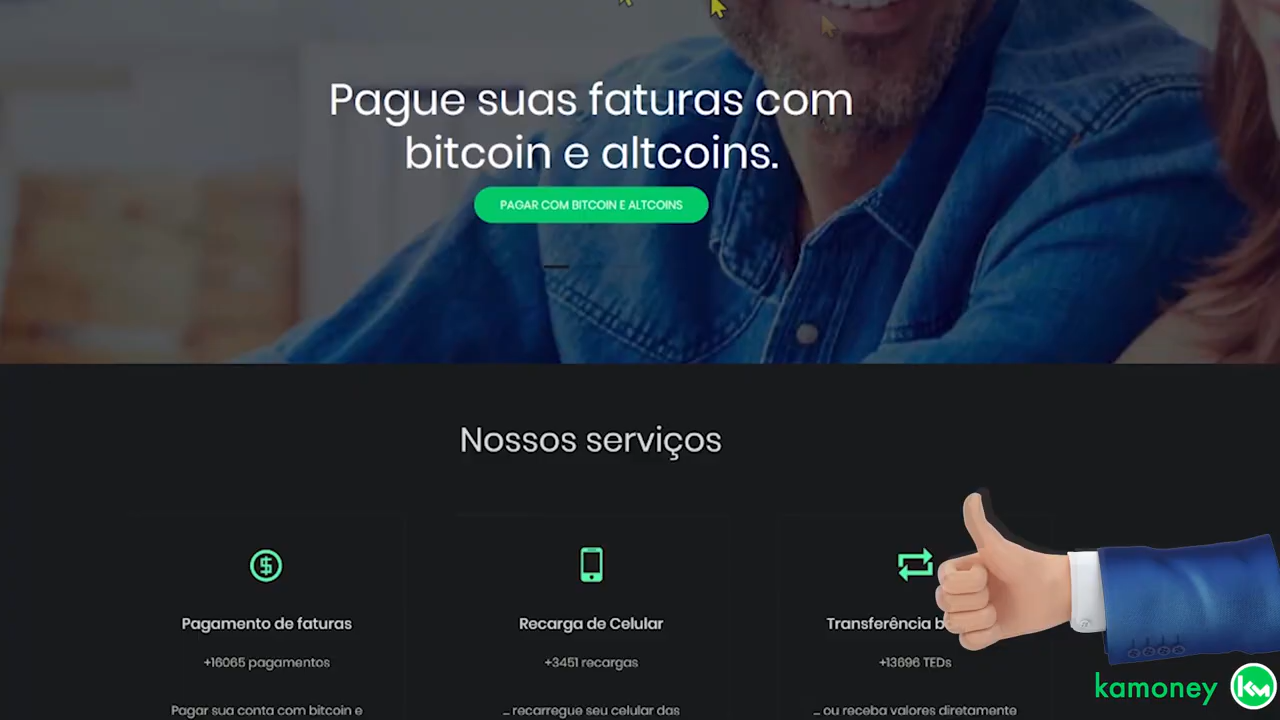 Pague suas faturas com
bitcoin e altcoins.
PAGAR COM BITCOIN E ALTCOINS
Nossos serviços
Pagamento de faturas
Recarga de Celular
Transferência b
+16065 pagamentos
+3451 recargas
+13696 TEDs
Pagar sua conta com bitcoin e
... recarregue seu celular das
... ou receba valores diretamente
kamoney